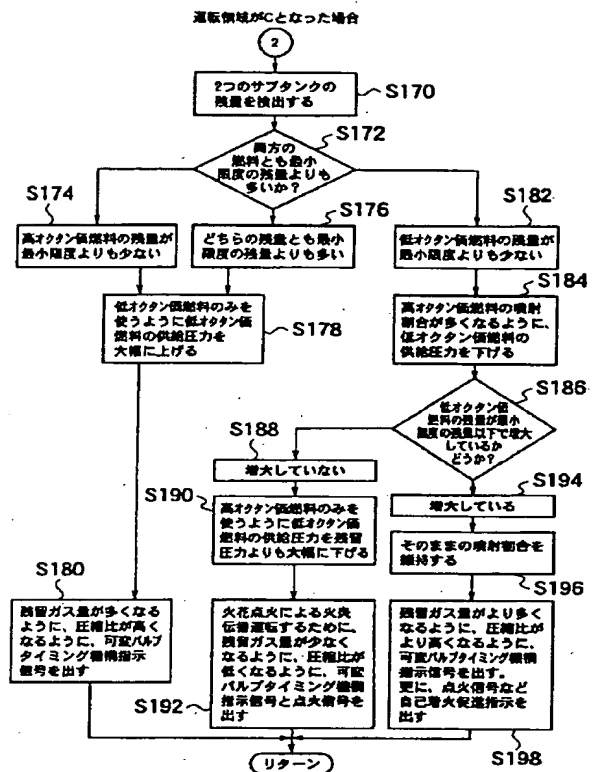 運転領域がCとなった場合
2
2つのサブタンクの
残量を検出する
S170
S172
両方の
燃料とも最小
限度の残量よりも
多いか?
S174
高オクタン価燃料の残量が
最小限度よりも少ない
S176
どちらの残量とも最小
限度の残量よりも多い
S182
低オクタン価燃料の残量が
最小限度よりも少ない
低オクタン価燃料のみを
使うように低オクタン価
燃料の供給圧力を
大幅に上げる
S178
S184
高オクタン価燃料の噴射
割合が多くなるように、
低オクタン価燃料の
供給圧力を下げる
S186
低オクタン価
燃料の残量が最小
限度の残量以下で増大
しているか
どうか?
S188
増大していない
S194
増大している
S190
高オクタン価燃料のみを
使うように低オクタン価
燃料の供給圧力を残留
圧力よりも大幅に下げる
そのままの噴射割合を
維持する
S196
S180
残留ガス量が多くなる
ように、圧縮比が高く
なるように、可変バルブ
タイミング機構指示
信号を出す
火花点火による火炎
伝播運転するために、
残留ガス量が少なく
なるように、圧縮比が
低くなるように、可変
バルブタイミング機構
指示信号と点火信号を
出す
S192
残留ガス量がより多く
なるように、圧縮比が
より高くなるように、
可変バルブタイミング機構
指示信号を出す。
更に、点火信号など
自己着火促進指示を
出す
S198
リターン